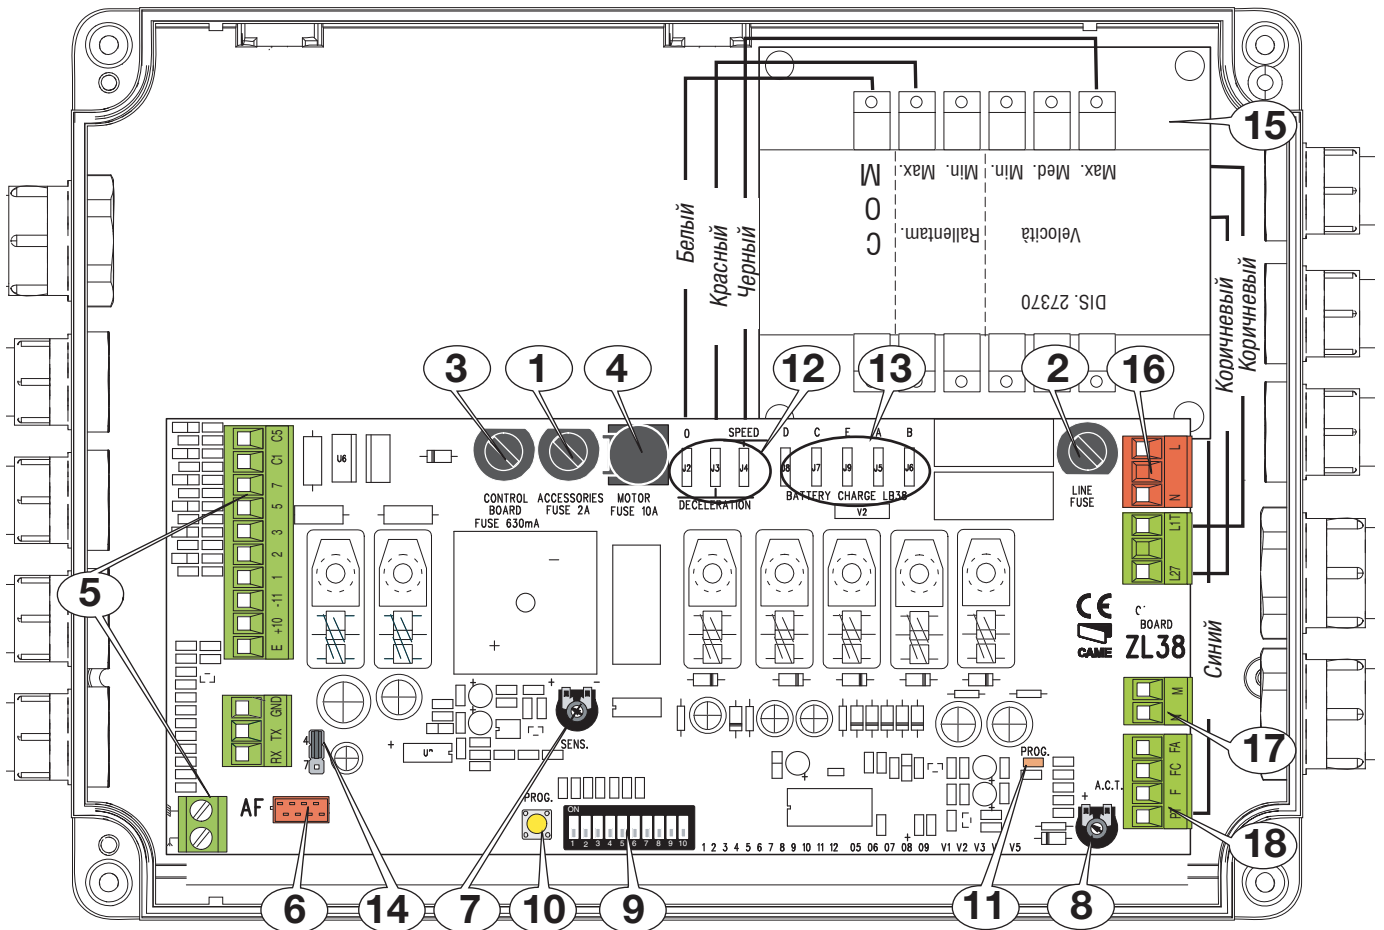 15
Max. Med. Min. Min. Max. M
O
C
Velocità Rallentam.
DIS. 27370
Белый
Красный
Черный
Коричневый
Коричневый
Синий
3 1 4 12 13 2 16
O SPEED D C E A B
J2 J3 J4 J8 J7 J9 J5 J6
DECELERATION
BATTERY CHARGE LB38
V2
CONTROL
BOARD
FUSE 630mA
ACCESSORIES
FUSE 2A
MOTOR
FUSE 10A
LINE
FUSE
U6
C5
C1
7
5
3
2
1
-11
+10
E
5
L
N
L1T
L2T
CE
BOARD
CAME
ZL38
M
17
FA
FC
F
18
A.C.T.
GND
TX
RX
4
7
AF
SENS.
PROG.
PROG.
ON
1 2 3 4 5 6 7 8 9 10
1 2 3 4 5 6 7 8 9 10 11 12 05 06 07 08 09 V1 V2 V3 V5
6 14 7 10 9 11 8